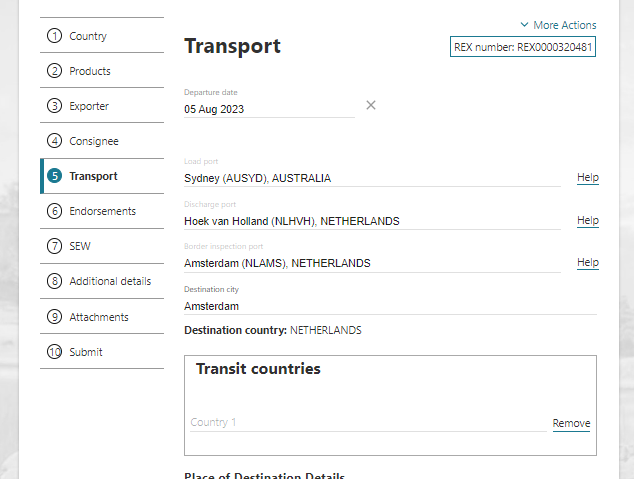 1 Country
2 Products
3 Exporter
4 Consignee
5 Transport
6 Endorsements
7 SEW
8 Additional details
9 Attachments
10 Submit
More Actions
Transport
REX number: REX0000320481
Departure date
05 Aug 2023
Load port
Sydney (AUSYD), AUSTRALIA
Help
Discharge port
Hoek van Holland (NLHVH), NETHERLANDS
Help
Border inspection port
Amsterdam (NLAMS), NETHERLANDS
Help
Destination city
Amsterdam
Destination country: NETHERLANDS
Transit countries
Country 1
Remove
Place of Destination Details